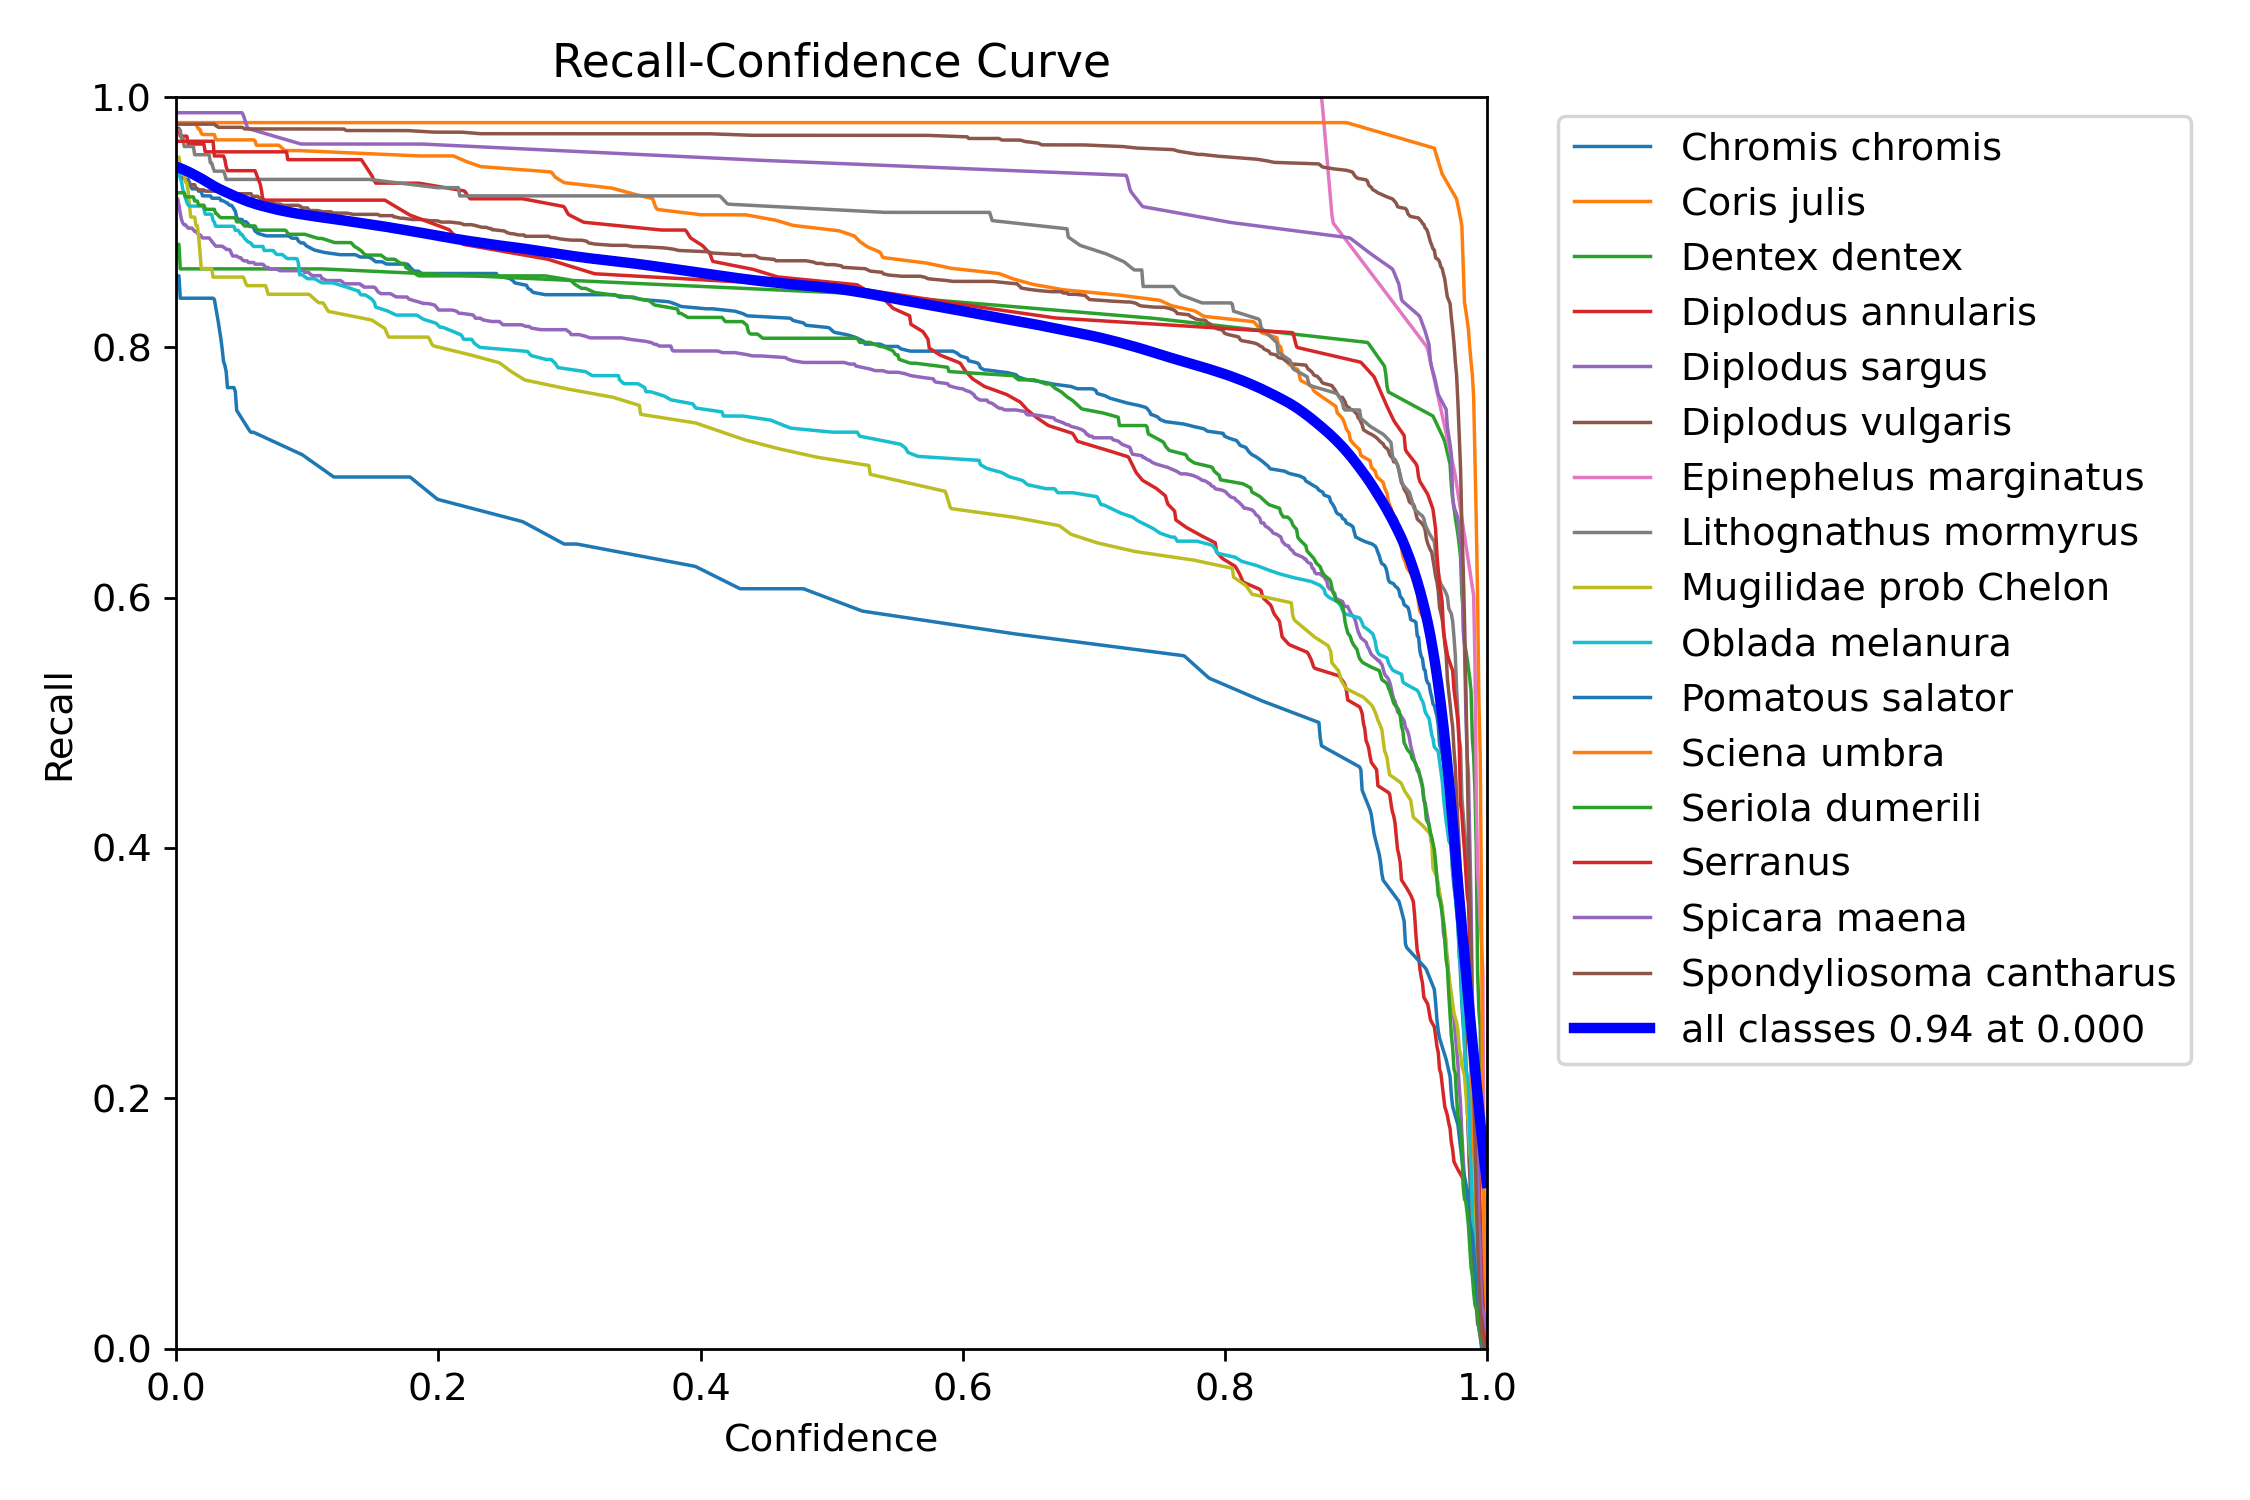 Recall-Confidence Curve
1.0
0.8
0.6
0.4
0.2
0.0
Recall
0.0 0.2 0.4 0.6 0.8 1.0
Confidence
Chromis chromis
Coris julis
Dentex dentex
Diplodus annularis
Diplodus sargus
Diplodus vulgaris
Epinephelus marginatus
Lithognathus mormyrus
Mugilidae prob Chelon
Oblada melanura
Pomatous salator
Sciena umbra
Seriola dumerili
Serranus
Spicara maena
Spondyliosoma cantharus
all classes 0.94 at 0.000